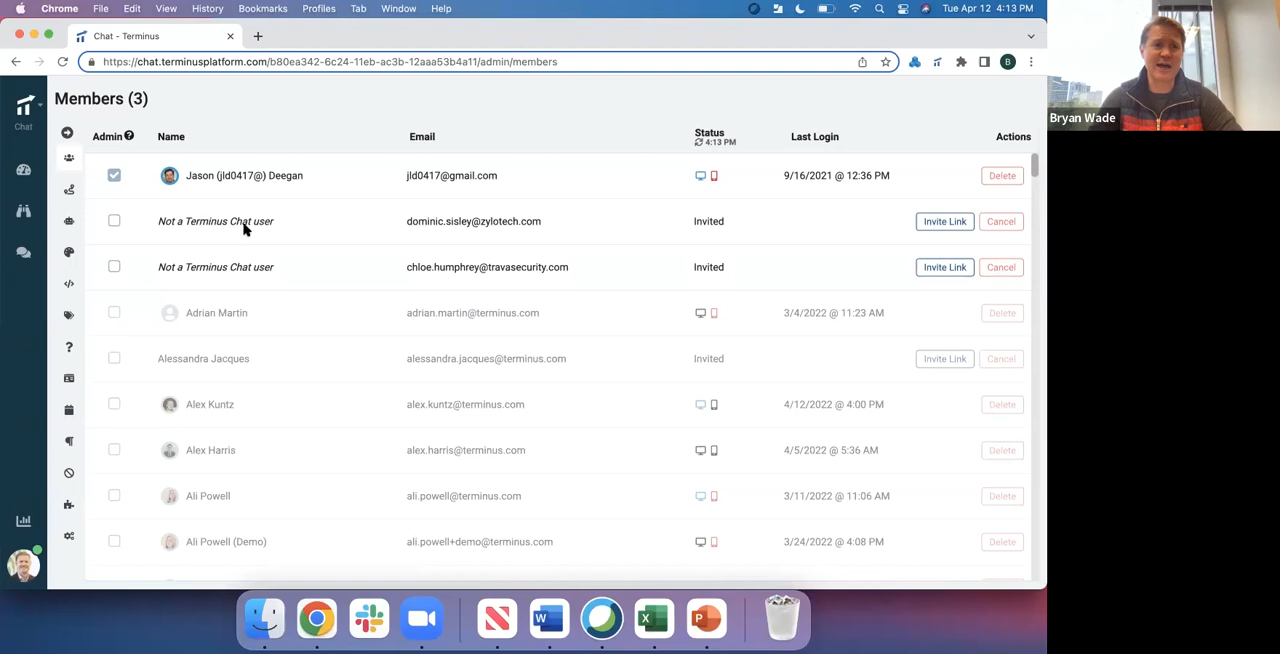 Chrome File Edit View History Bookmarks Profiles Tab Window Help Tue Apr 12 4:13 PM
Chat - Terminus
https://chat.terminusplatform.com/b80ea342-6c24-11eb-ac3b-12aaa53b4a11/admin/members B
Bryan Wade
Chat
Members (3)
Admin Name Email Status Last Login Actions
4:13 PM
Jason (jld0417@) Deegan jld0417@gmail.com 9/16/2021 @ 12:36 PM Delete
Not a Terminus Chat user dominic.sisley@zylotech.com Invited Invite Link Cancel
Not a Terminus Chat user chloe.humphrey@travasecurity.com Invited Invite Link Cancel
Adrian Martin adrian.martin@terminus.com 3/4/2022 @ 11:23 AM Delete
Alessandra Jacques alessandra.jacques@terminus.com Invited Invite Link Cancel
Alex Kuntz alex.kuntz@terminus.com 4/12/2022 @ 4:00 PM Delete
Alex Harris alex.harris@terminus.com 4/5/2022 @ 5:36 AM Delete
Ali Powell ali.powell@terminus.com 3/11/2022 @ 11:06 AM Delete
Ali Powell (Demo) ali.powell+demo@terminus.com 3/24/2022 @ 4:08 PM Delete
W X P